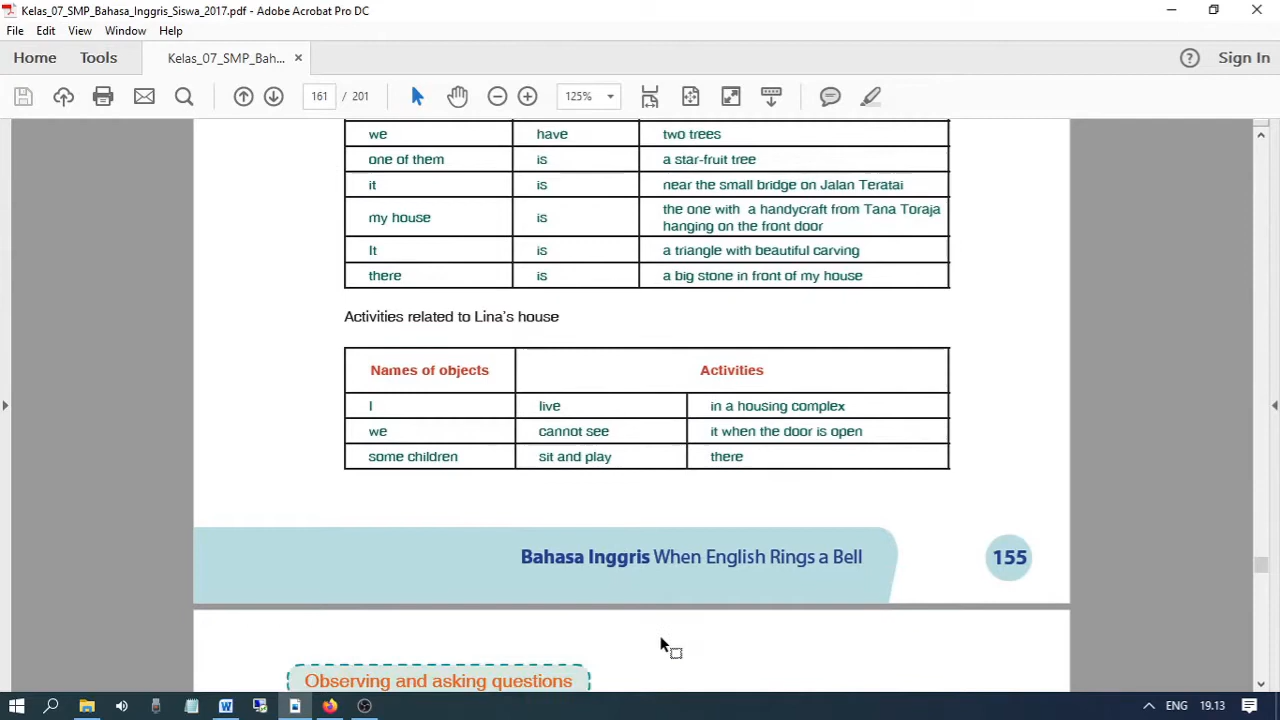 Kelas_07_SMP_Bahasa_Inggris_Siswa_2017.pdf - Adobe Acrobat Pro DC
File Edit View Window Help
Home Tools Kelas_07_SMP_Bah... × Sign In
161 / 201 125%
we have two trees
one of them is a star-fruit tree
it is near the small bridge on Jalan Teratai
my house is the one with a handycraft from Tana Toraja
hanging on the front door
It is a triangle with beautiful carving
there is a big stone in front of my house
Activities related to Lina's house
Names of objects Activities
I live in a housing complex
we cannot see it when the door is open
some children sit and play there
Bahasa Inggris When English Rings a Bell 155
Observing and asking questions
ENG 19.13